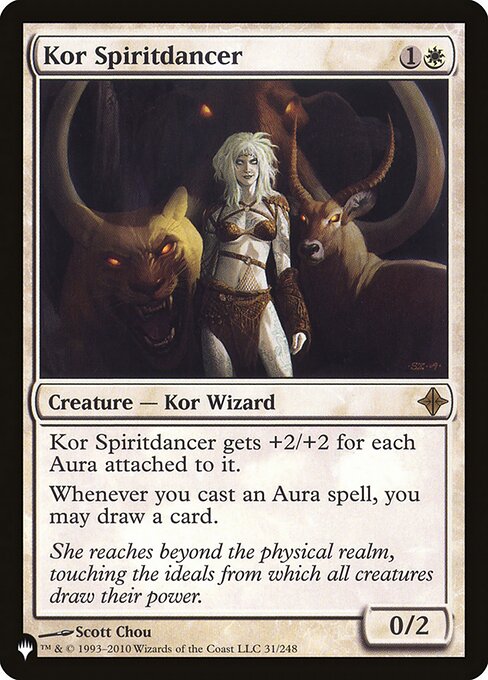 Kor Spiritdancer
1
Creature — Kor Wizard
Kor Spiritdancer gets +2/+2 for each
Aura attached to it.
Whenever you cast an Aura spell, you
may draw a card.
She reaches beyond the physical realm,
touching the ideals from which all creatures
draw their power.
Scott Chou
0/2
™ & © 1993–2010 Wizards of the Coast LLC 31/248